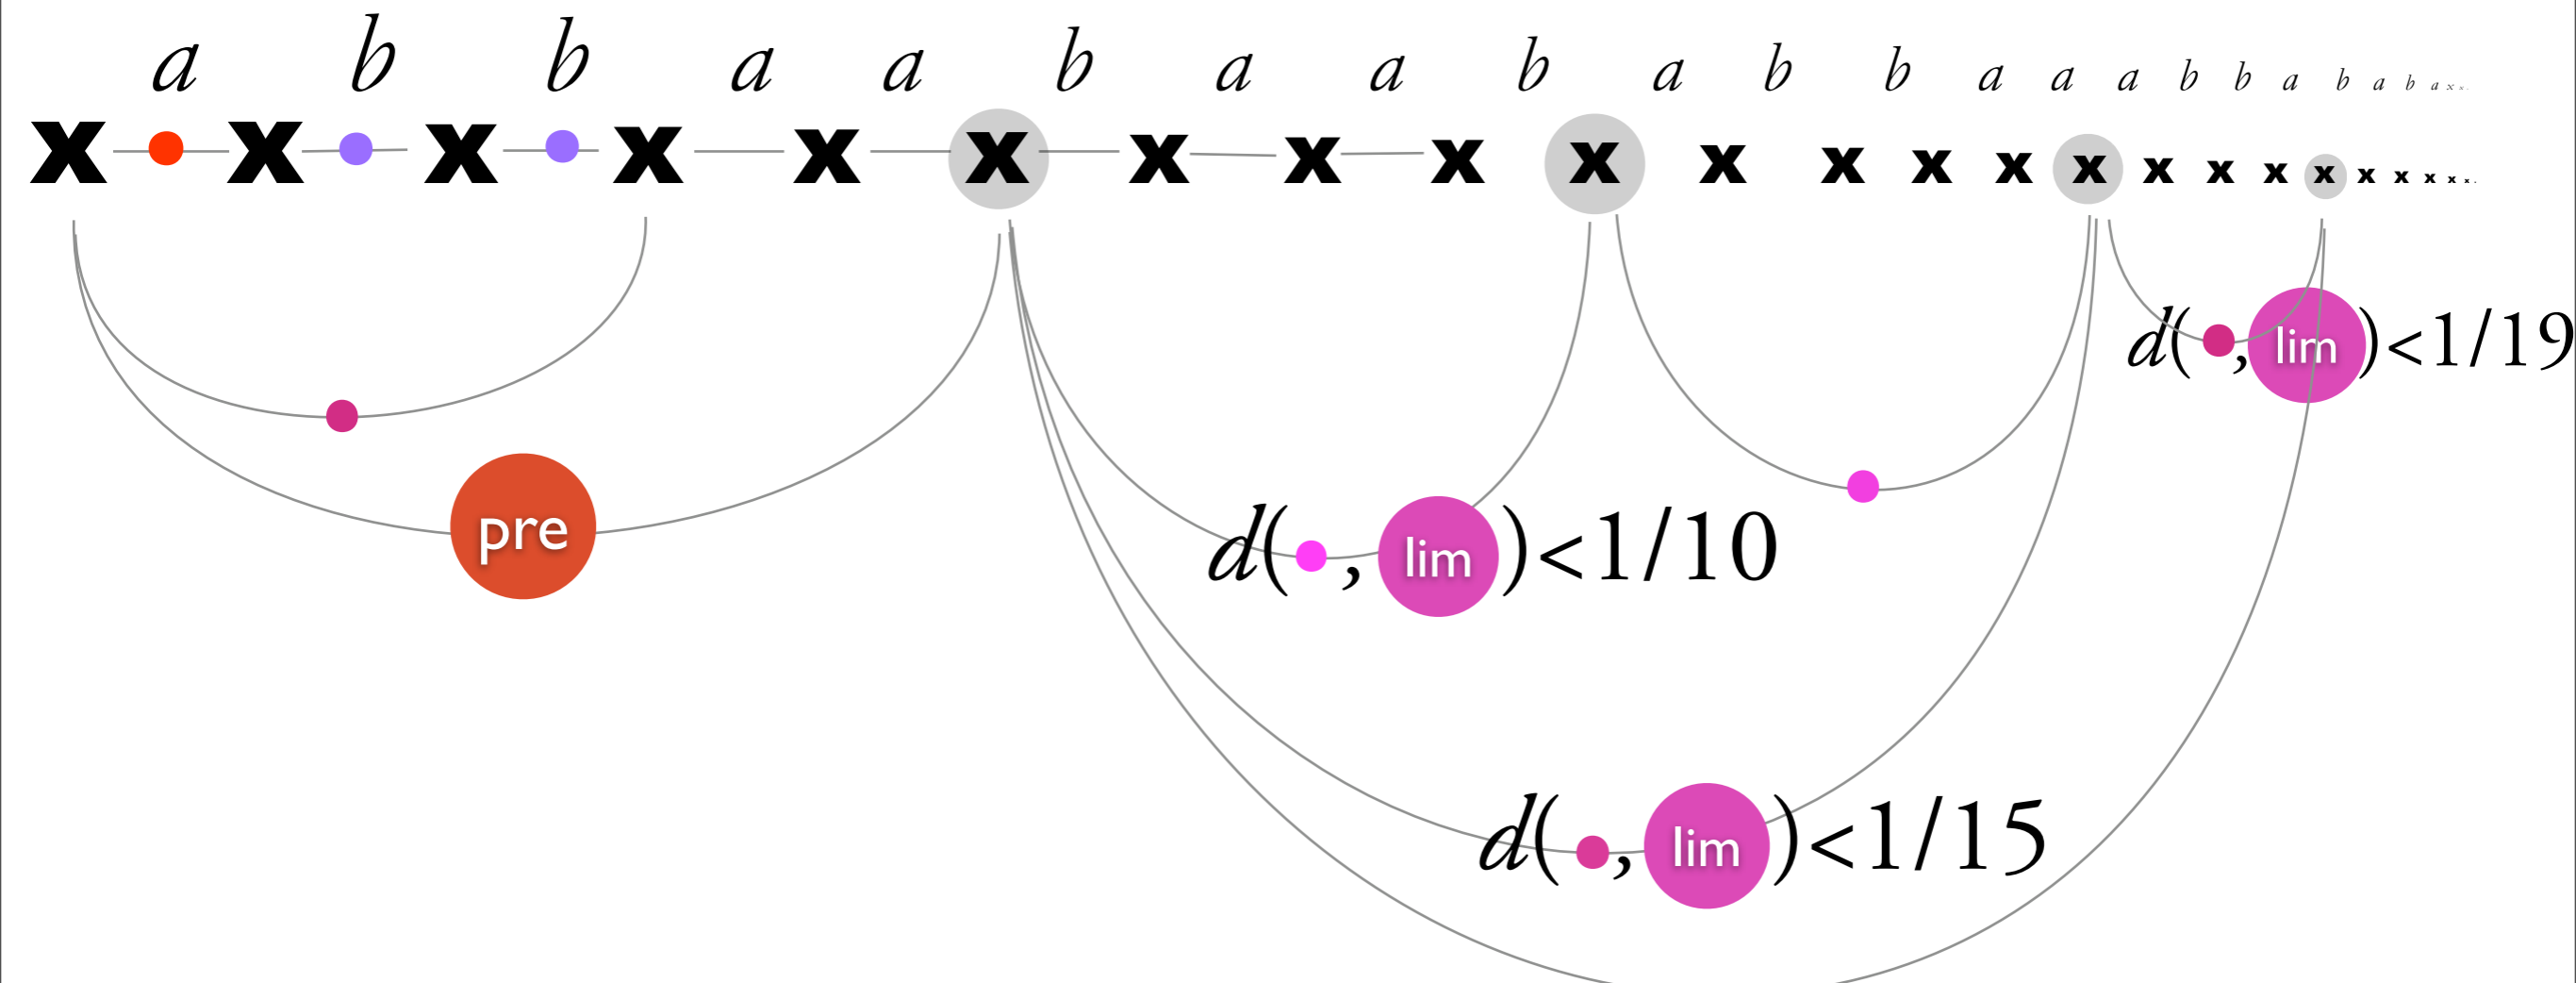 a b b a a b a a b a b b a a a b b a b a b a x
x x x x x x x x x x x x x x x x x x x x x x x x
d(,lim)<1/19
pre
d(,lim)<1/10
d(,lim)<1/15